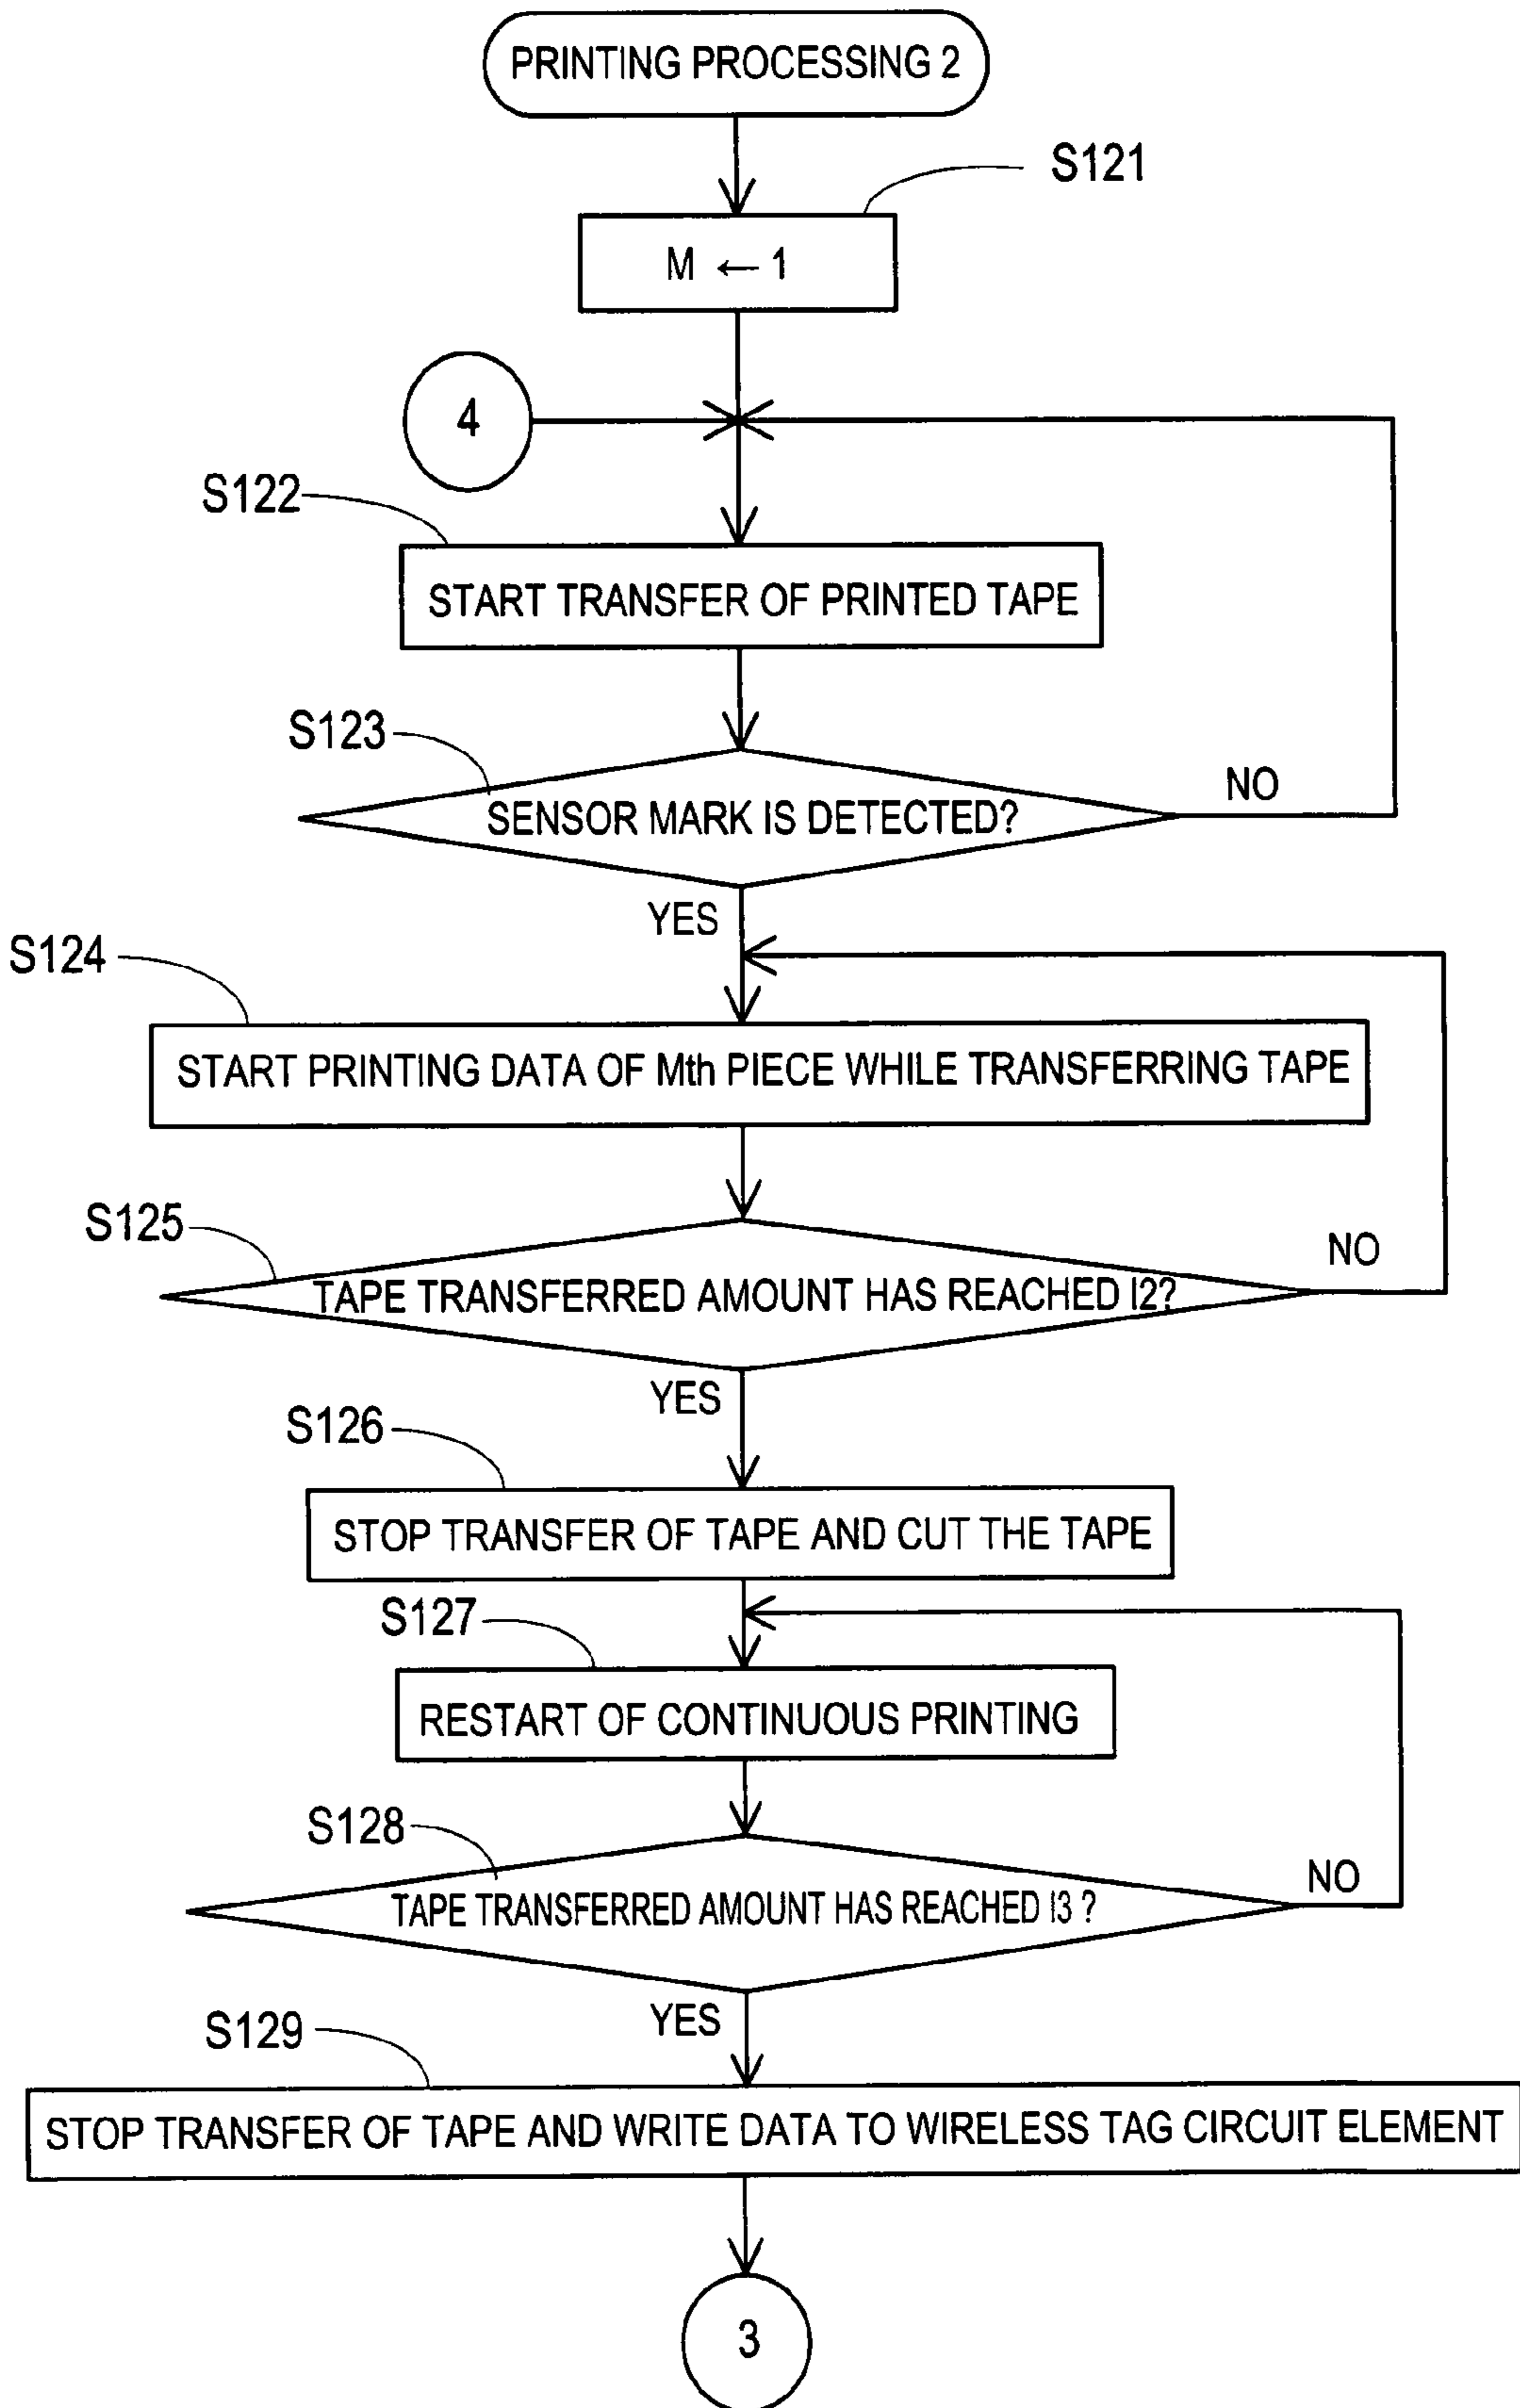 PRINTING PROCESSING 2
S121
M ← 1
4
S122
START TRANSFER OF PRINTED TAPE
S123
SENSOR MARK IS DETECTED?
NO
YES
S124
START PRINTING DATA OF Mth PIECE WHILE TRANSFERRING TAPE
S125
TAPE TRANSFERRED AMOUNT HAS REACHED l2?
NO
YES
S126
STOP TRANSFER OF TAPE AND CUT THE TAPE
S127
RESTART OF CONTINUOUS PRINTING
S128
TAPE TRANSFERRED AMOUNT HAS REACHED l3 ?
NO
YES
S129
STOP TRANSFER OF TAPE AND WRITE DATA TO WIRELESS TAG CIRCUIT ELEMENT
3